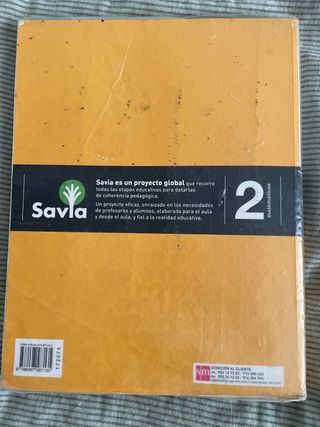 Savia es un proyecto global que recorre
todas las etapas educativas para dotarlas
de coherencia pedagógica.
Un proyecto eficaz, enraizado en las necesidades
de profesores y alumnos, elaborado para el aula
y desde el aula, y fiel a la realidad educativa.
Savia
2
matemáticas
172074
sm
ATENCIÓN AL CLIENTE